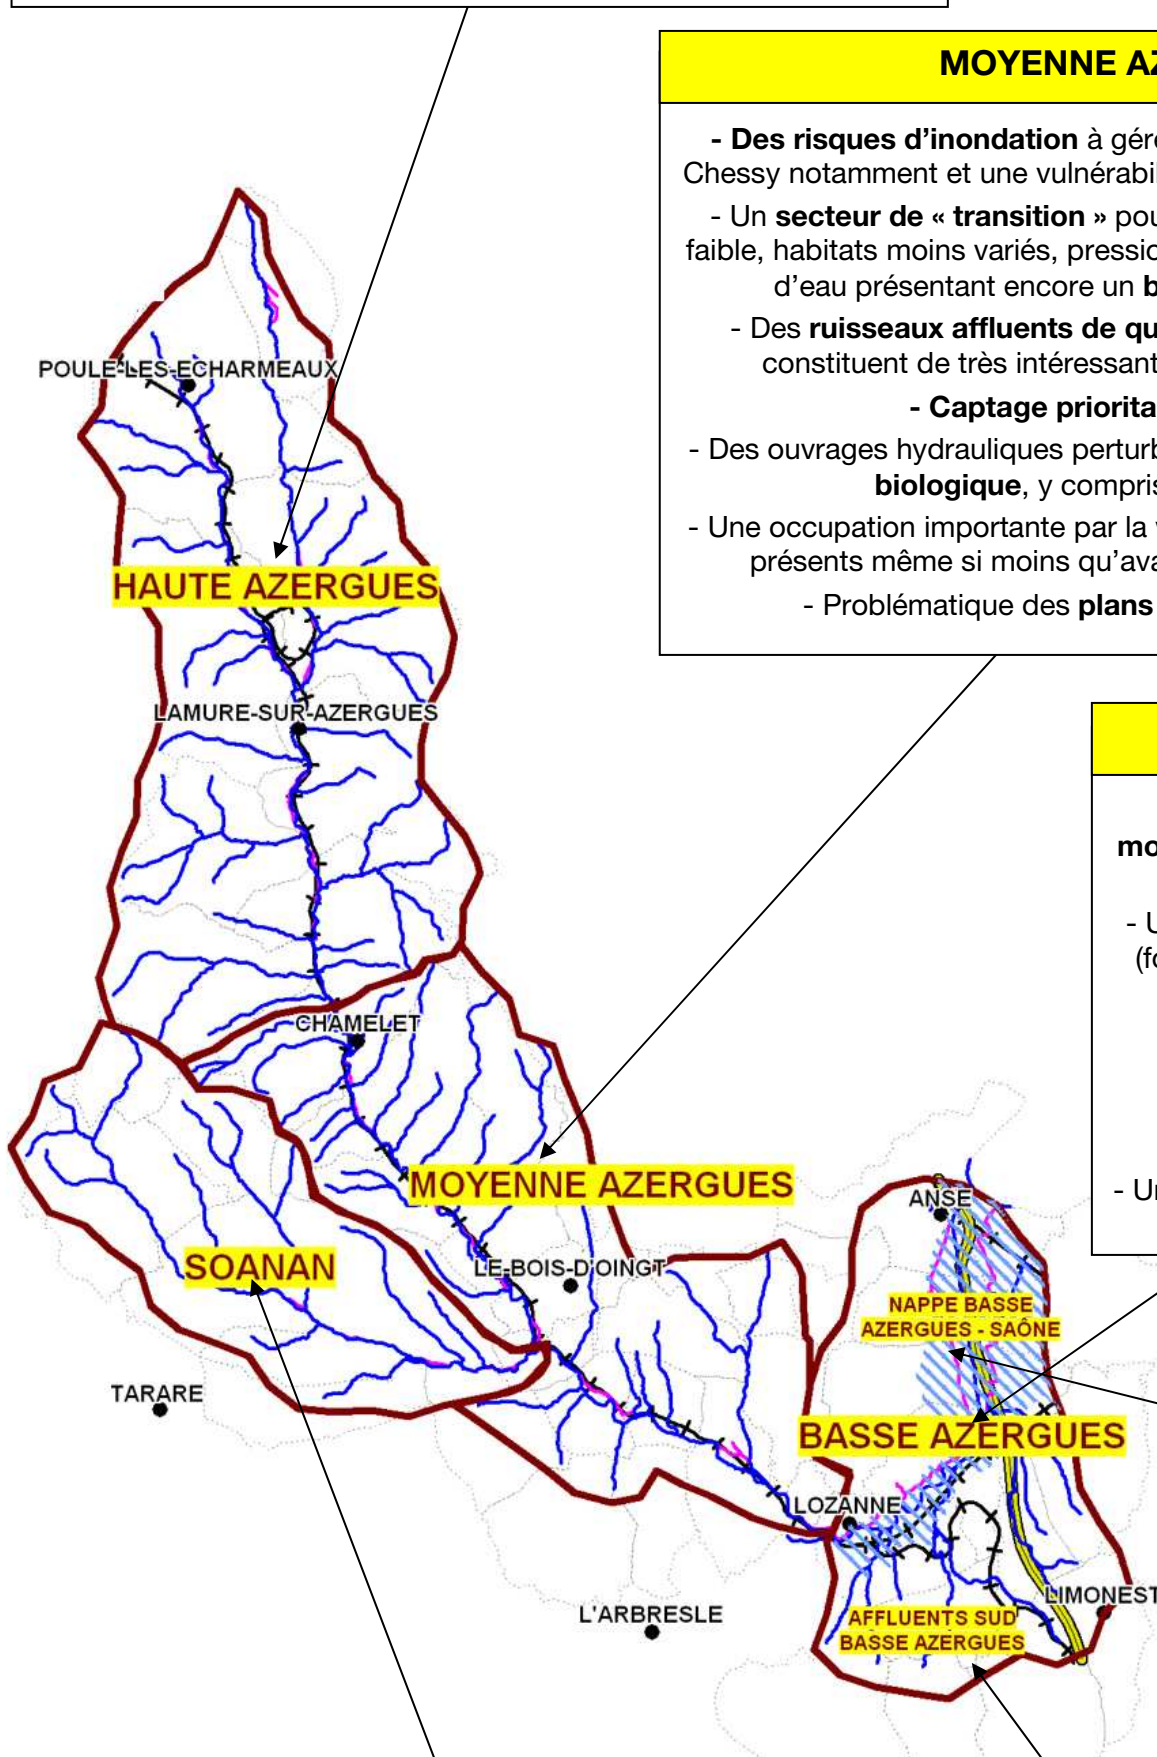 MOYENNE AZ
- Des risques d'inondation à gér
Chessy notamment et une vulnérabil
- Un secteur de « transition » pou
faible, habitats moins variés, pressio
d'eau présentant encore un b
- Des ruisseaux affluents de qu
constituent de très intéressant
- Captage priorita
- Des ouvrages hydrauliques perturb
biologique, y compris
- Une occupation importante par la
présents même si moins qu'ava
- Problématique des plans
POULE-LES-ECHARMEAUX
HAUTE AZERGUES
LAMURE-SUR-AZERGUES
mo
- U
(fo
CHAMELET
- Un
MOYENNE AZERGUES
ANSE
SOANAN
LE-BOIS-D'OINGT
NAPPE BASSE
AZERGUES - SAÔNE
TARARE
BASSE AZERGUES
LOZANNE
LIMONEST
L'ARBRESLE
AFFLUENTS SUD
BASSE AZERGUES